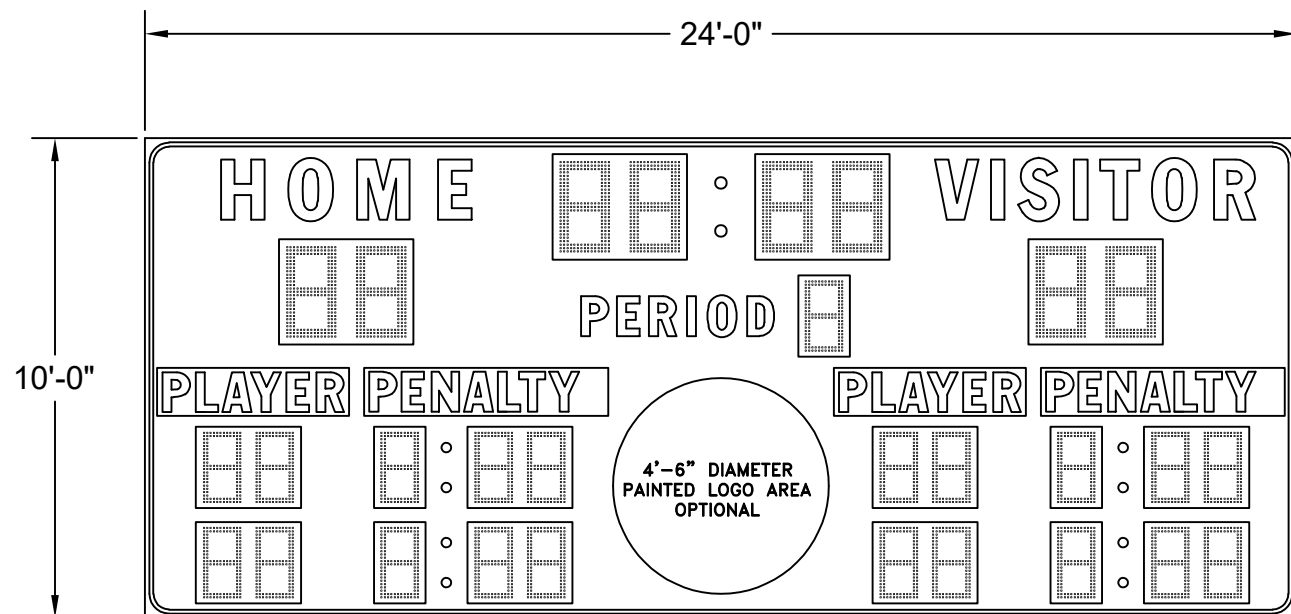 24'-0"
HOME
VISITOR
PERIOD
10'-0"
PLAYER PENALTY
PLAYER PENALTY
4'-6" DIAMETER
PAINTED LOGO AREA
OPTIONAL